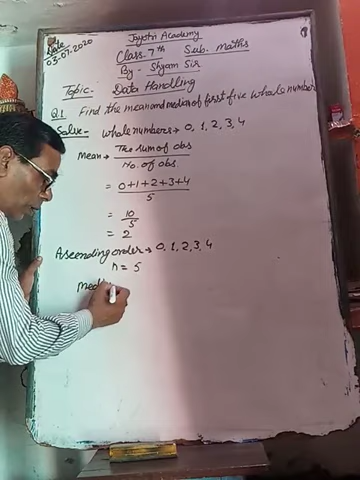 Date
03-07-2020
Jayotri Academy
Class. 7th Sub. Maths
By- Shyam Sir
Topic:- Data Handling
Q.1. Find the mean and median of first five whole number
Solve- whole numbers → 0, 1, 2, 3, 4
Mean → The sum of obs
No. of obs.
= 0+1+2+3+4
5
= 10
5
= 2
Ascending order → 0, 1, 2, 3, 4
n = 5
Medi